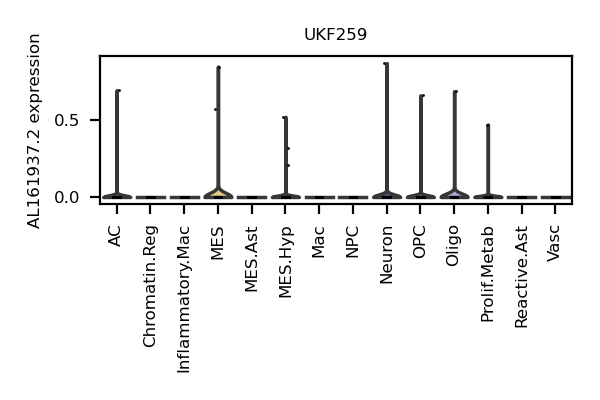 UKF259
AL161937.2 expression
0.5
0.0
AC
Chromatin.Reg
Inflammatory.Mac
MES
MES.Ast
MES.Hyp
Mac
NPC
Neuron
OPC
Oligo
Prolif.Metab
Reactive.Ast
Vasc